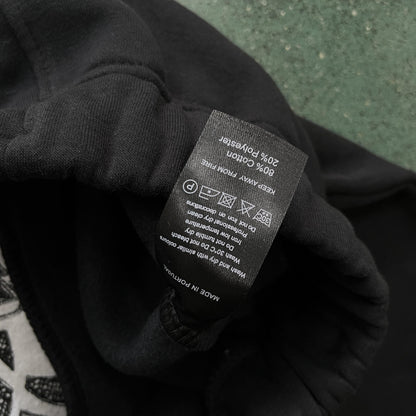 80% Cotton
20% Polyester
KEEP AWAY FROM FIRE
P
Do not iron on decorations
Professional dry clean
Iron low temperature
Do not tumble dry
Wash 30°C Do not bleach
Wash and dry with similar colours
MADE IN PORTUGAL